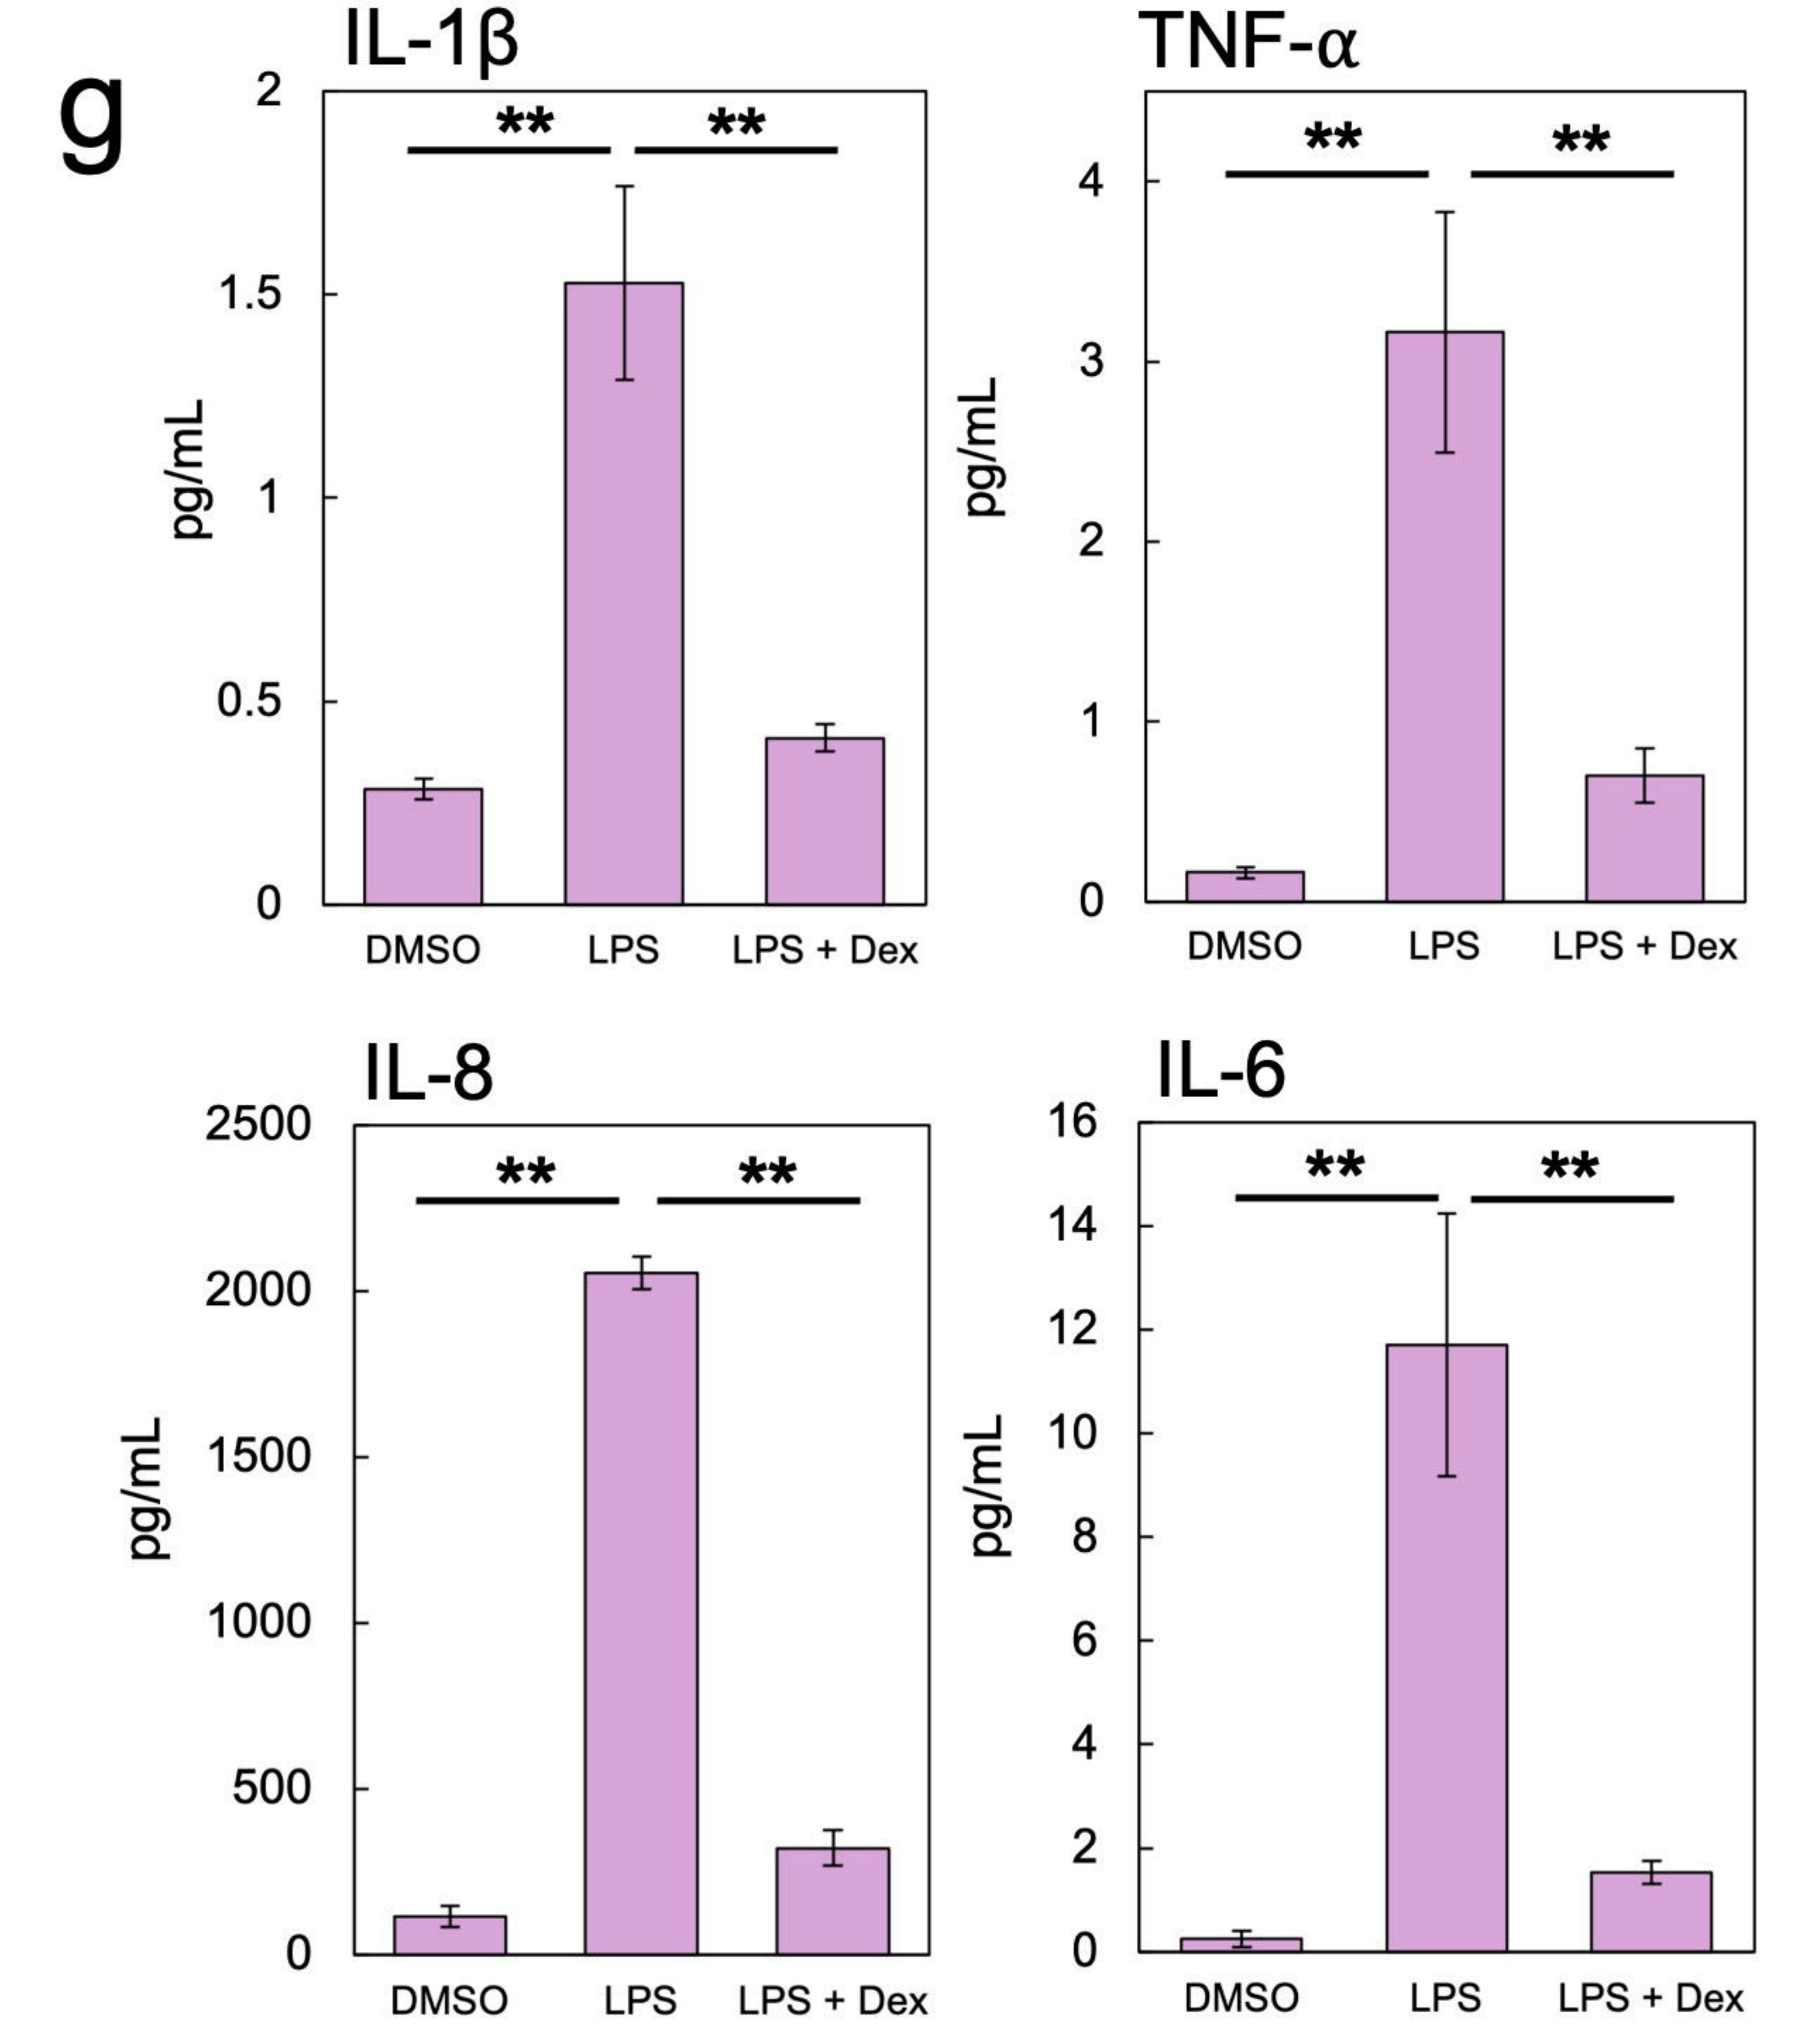 g
IL-1β
2
1.5
1
0.5
0
pg/mL
** **
DMSO LPS LPS + Dex
TNF-α
4
3
2
1
0
pg/mL
** **
DMSO LPS LPS + Dex
IL-8
2500
2000
1500
1000
500
0
pg/mL
** **
DMSO LPS LPS + Dex
IL-6
16
14
12
10
8
6
4
2
0
pg/mL
** **
DMSO LPS LPS + Dex